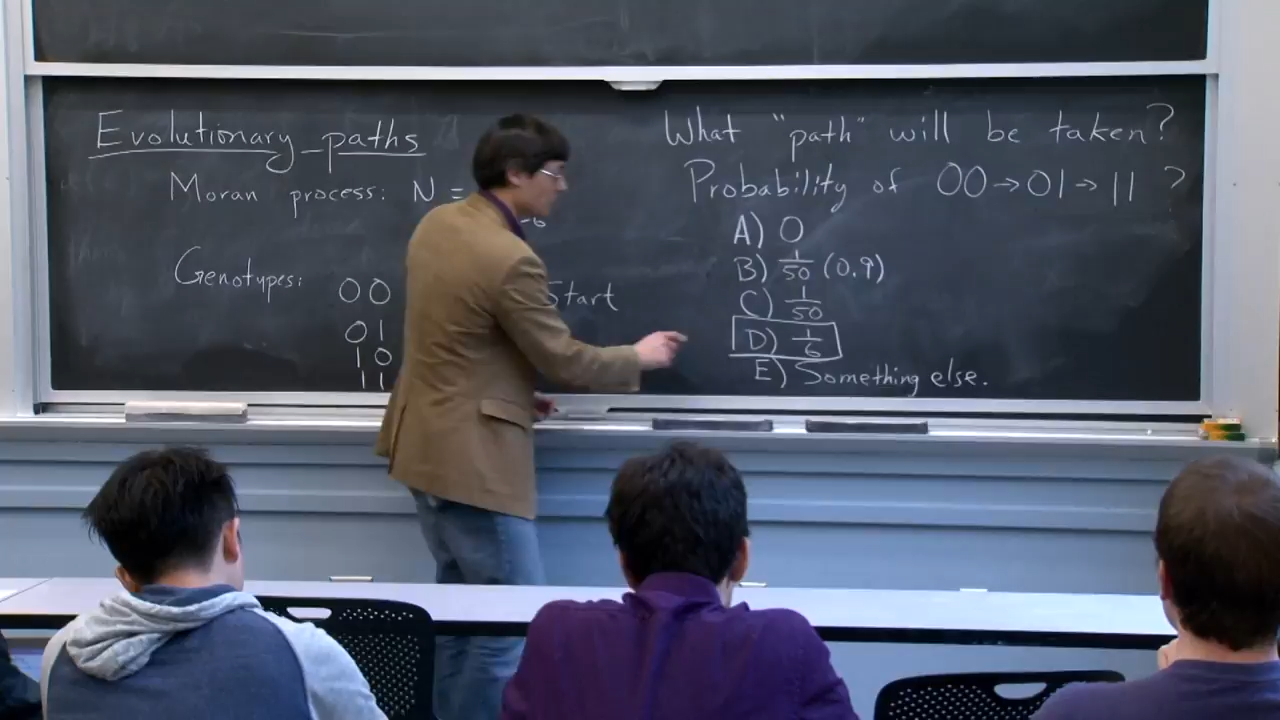 Evolutionary paths
Moran process: N =
-6
Genotypes: 00 Start
01
10
11
What "path" will be taken?
Probability of 00→01→11 ?
A) 0
B) 1/50 (0.9)
C) 1/50
D) 1/6
E) Something else.